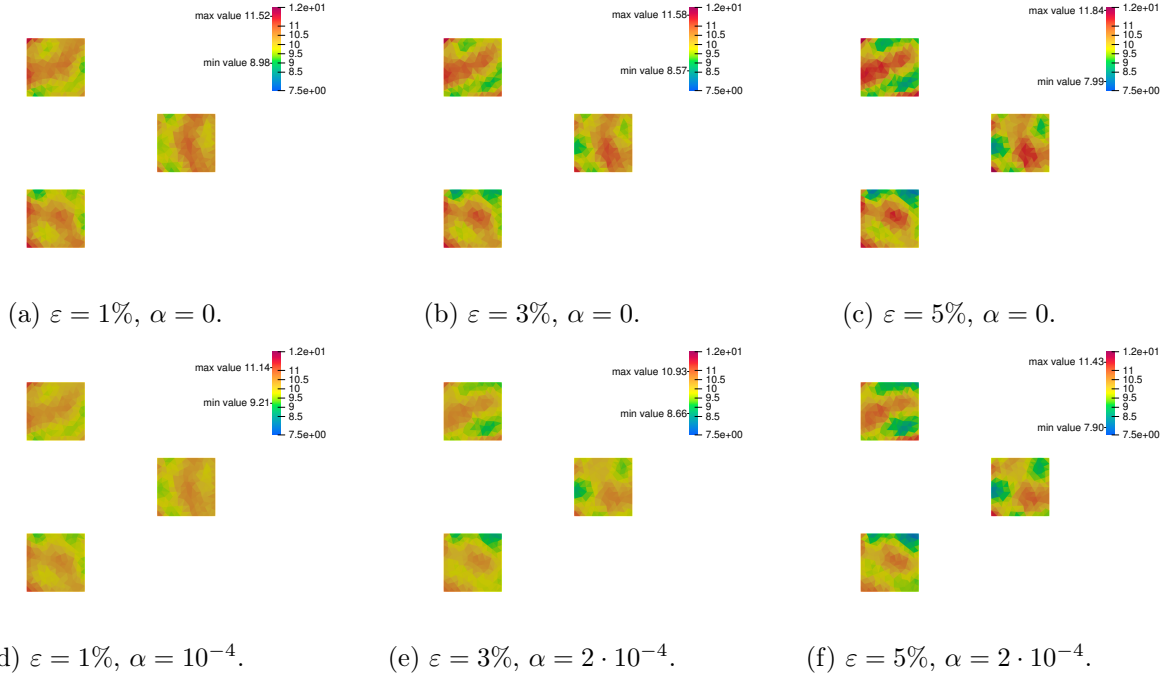 max value 11.52
min value 8.98
1.2e+01
11
10.5
10
9.5
9
8.5
7.5e+00
max value 11.58
min value 8.57
1.2e+01
11
10.5
10
9.5
9
8.5
7.5e+00
max value 11.84
min value 7.99
1.2e+01
11
10.5
10
9.5
9
8.5
7.5e+00
(a) ε = 1%, α = 0.
(b) ε = 3%, α = 0.
(c) ε = 5%, α = 0.
max value 11.14
min value 9.21
1.2e+01
11
10.5
10
9.5
9
8.5
7.5e+00
max value 10.93
min value 8.66
1.2e+01
11
10.5
10
9.5
9
8.5
7.5e+00
max value 11.43
min value 7.90
1.2e+01
11
10.5
10
9.5
9
8.5
7.5e+00
d) ε = 1%, α = 10⁻⁴.
(e) ε = 3%, α = 2 · 10⁻⁴.
(f) ε = 5%, α = 2 · 10⁻⁴.